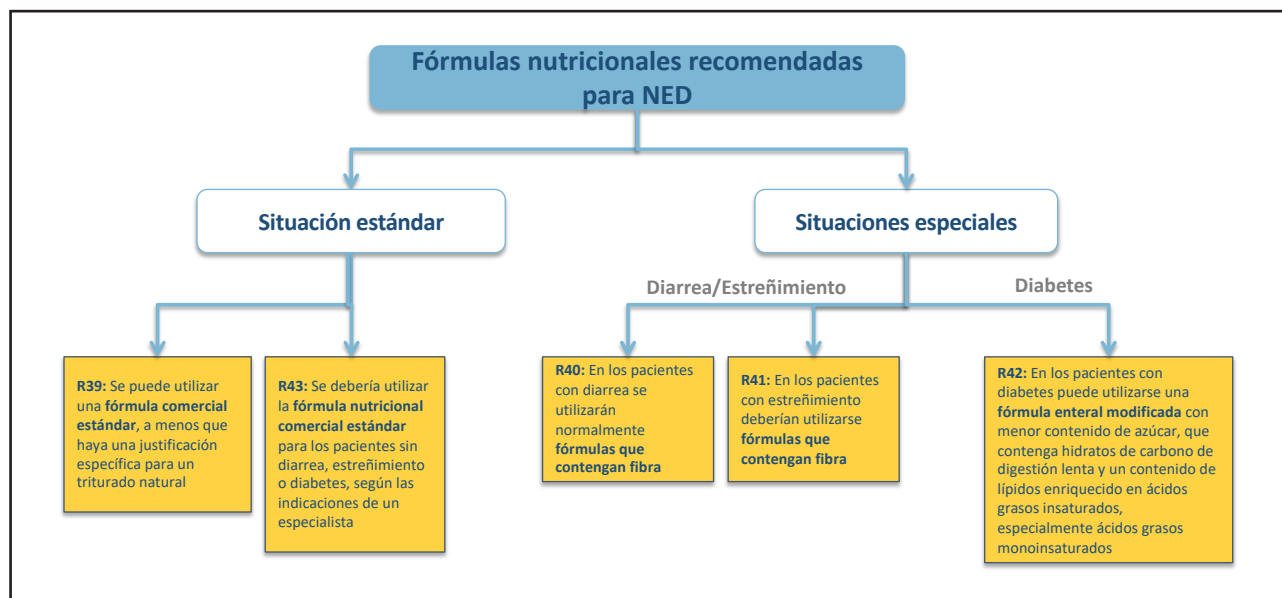 Fórmulas nutricionales recomendadas
para NED
Situación estándar
Situaciones especiales
Diarrea/Estreñimiento
Diabetes
R39: Se puede utilizar
una fórmula comercial
estándar, a menos que
haya una justificación
específica para un
triturado natural
R43: Se debería utilizar
la fórmula nutricional
comercial estándar
para los pacientes sin
diarrea, estreñimiento
o diabetes, según las
indicaciones de un
especialista
R40: En los pacientes
con diarrea se
utilizarán
normalmente
fórmulas que
contengan fibra
R41: En los pacientes
con estreñimiento
deberían utilizarse
fórmulas que
contengan fibra
R42: En los pacientes con
diabetes puede utilizarse una
fórmula enteral modificada con
menor contenido de azúcar, que
contenga hidratos de carbono de
digestión lenta y un contenido de
lípidos enriquecido en ácidos
grasos insaturados,
especialmente ácidos grasos
monoinsaturados